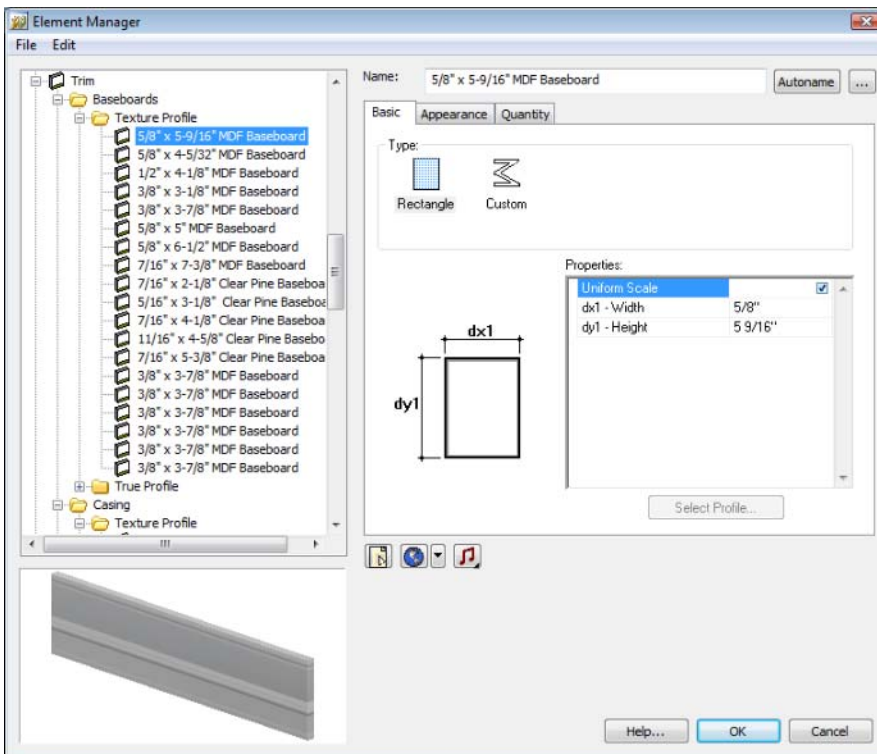 Element Manager
File Edit
Trim
Baseboards
Texture Profile
5/8" x 5-9/16" MDF Baseboard
5/8" x 4-5/32" MDF Baseboard
1/2" x 4-1/8" MDF Baseboard
3/8" x 3-1/8" MDF Baseboard
3/8" x 3-7/8" MDF Baseboard
5/8" x 5" MDF Baseboard
5/8" x 6-1/2" MDF Baseboard
7/16" x 7-3/8" MDF Baseboard
7/16" x 2-1/8" Clear Pine Baseboa
5/16" x 3-1/8" Clear Pine Baseboa
7/16" x 4-1/8" Clear Pine Baseboa
11/16" x 4-5/8" Clear Pine Basebo
7/16" x 5-3/8" Clear Pine Baseboa
3/8" x 3-7/8" MDF Baseboard
3/8" x 3-7/8" MDF Baseboard
3/8" x 3-7/8" MDF Baseboard
3/8" x 3-7/8" MDF Baseboard
3/8" x 3-7/8" MDF Baseboard
3/8" x 3-7/8" MDF Baseboard
True Profile
Casing
Texture Profile
Name: 5/8" x 5-9/16" MDF Baseboard Autoname ...
Basic Appearance Quantity
Type:
Rectangle Custom
Properties:
Uniform Scale
dx1 - Width 5/8"
dy1 - Height 5 9/16"
dx1
dy1
Select Profile...
Help... OK Cancel